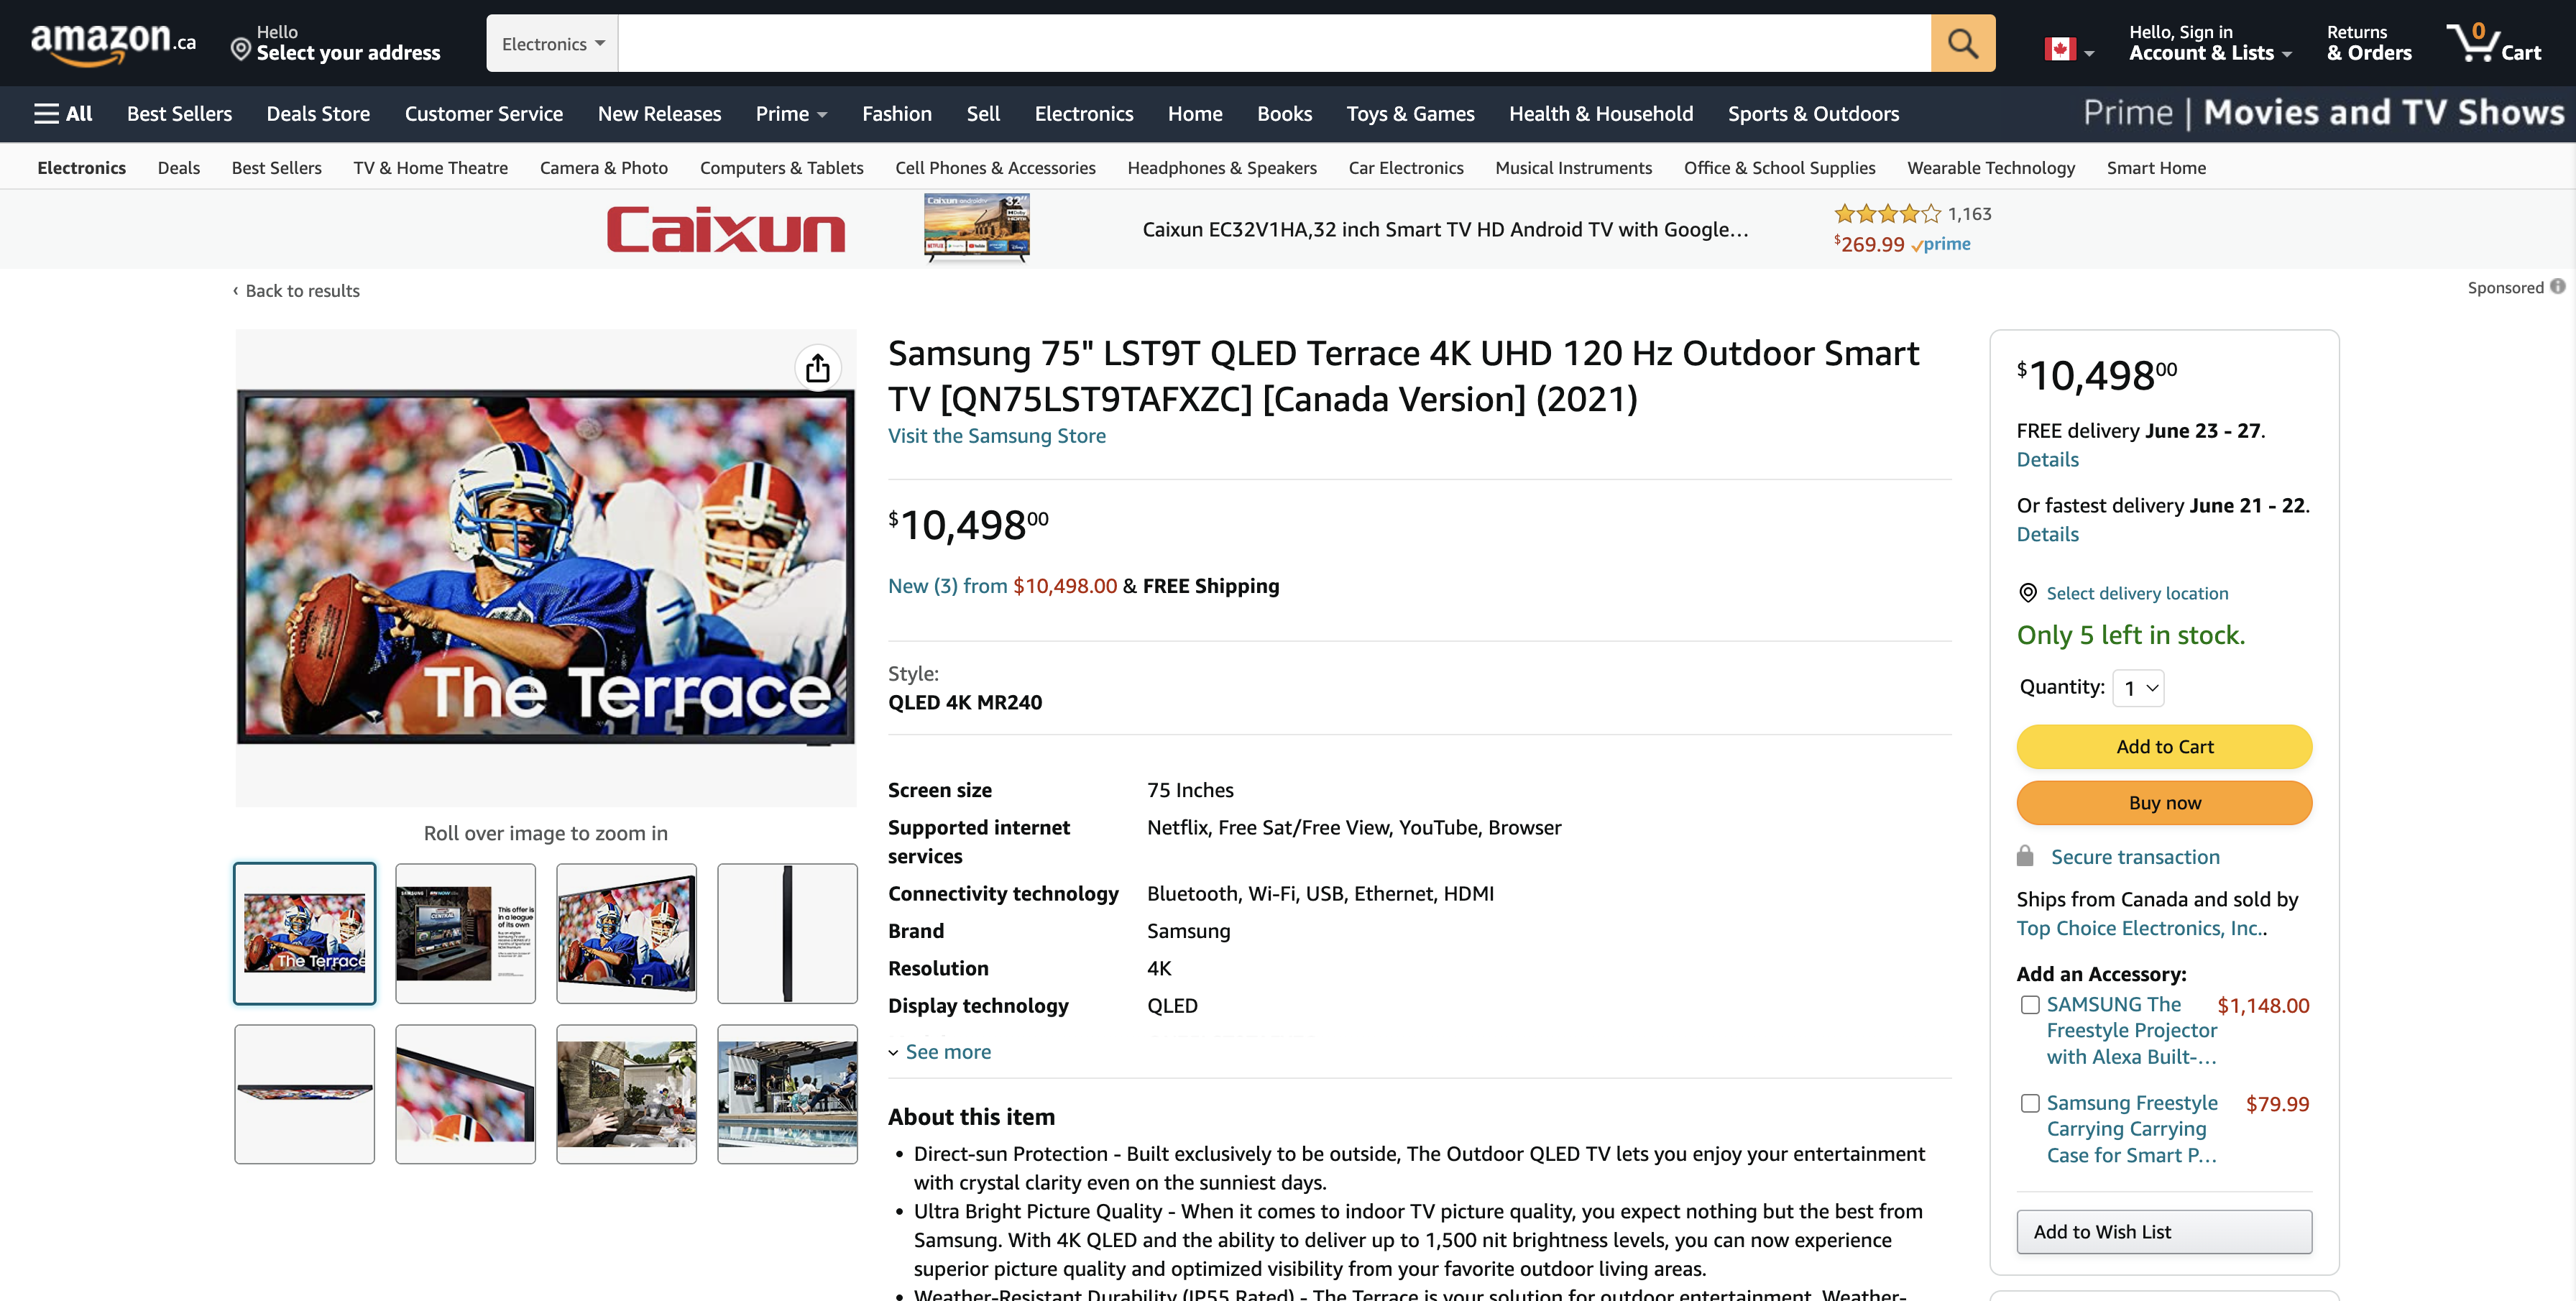 amazon.ca
Hello
Select your address
Electronics
Hello, Sign in
Account & Lists
Returns
& Orders
0
Cart
All
Best Sellers
Deals Store
Customer Service
New Releases
Prime
Fashion
Sell
Electronics
Home
Books
Toys & Games
Health & Household
Sports & Outdoors
Prime | Movies and TV Shows
Electronics
Deals
Best Sellers
TV & Home Theatre
Camera & Photo
Computers & Tablets
Cell Phones & Accessories
Headphones & Speakers
Car Electronics
Musical Instruments
Office & School Supplies
Wearable Technology
Smart Home
Caixun
Caixun androidtv 32"
Caixun EC32V1HA,32 inch Smart TV HD Android TV with Google…
1,163
$269.99 prime
‹ Back to results
Sponsored
The Terrace
Roll over image to zoom in
The Terrace
SAMSUNG
This offer is
in a league
of its own
Samsung 75" LST9T QLED Terrace 4K UHD 120 Hz Outdoor Smart
TV [QN75LST9TAFXZC] [Canada Version] (2021)
Visit the Samsung Store
$10,49800
New (3) from $10,498.00 & FREE Shipping
Style:
QLED 4K MR240
Screen size 75 Inches
Supported internet Netflix, Free Sat/Free View, YouTube, Browser
services
Connectivity technology Bluetooth, Wi-Fi, USB, Ethernet, HDMI
Brand Samsung
Resolution 4K
Display technology QLED
See more
About this item
• Direct-sun Protection - Built exclusively to be outside, The Outdoor QLED TV lets you enjoy your entertainment
with crystal clarity even on the sunniest days.
• Ultra Bright Picture Quality - When it comes to indoor TV picture quality, you expect nothing but the best from
Samsung. With 4K QLED and the ability to deliver up to 1,500 nit brightness levels, you can now experience
superior picture quality and optimized visibility from your favorite outdoor living areas.
• Weather-Resistant Durability (IP55 Rated) - The Terrace is your solution for outdoor entertainment. Weather-
$10,49800
FREE delivery June 23 - 27.
Details
Or fastest delivery June 21 - 22.
Details
Select delivery location
Only 5 left in stock.
Quantity: 1
Add to Cart
Buy now
Secure transaction
Ships from Canada and sold by
Top Choice Electronics, Inc..
Add an Accessory:
SAMSUNG The $1,148.00
Freestyle Projector
with Alexa Built-…
Samsung Freestyle $79.99
Carrying Carrying
Case for Smart P…
Add to Wish List